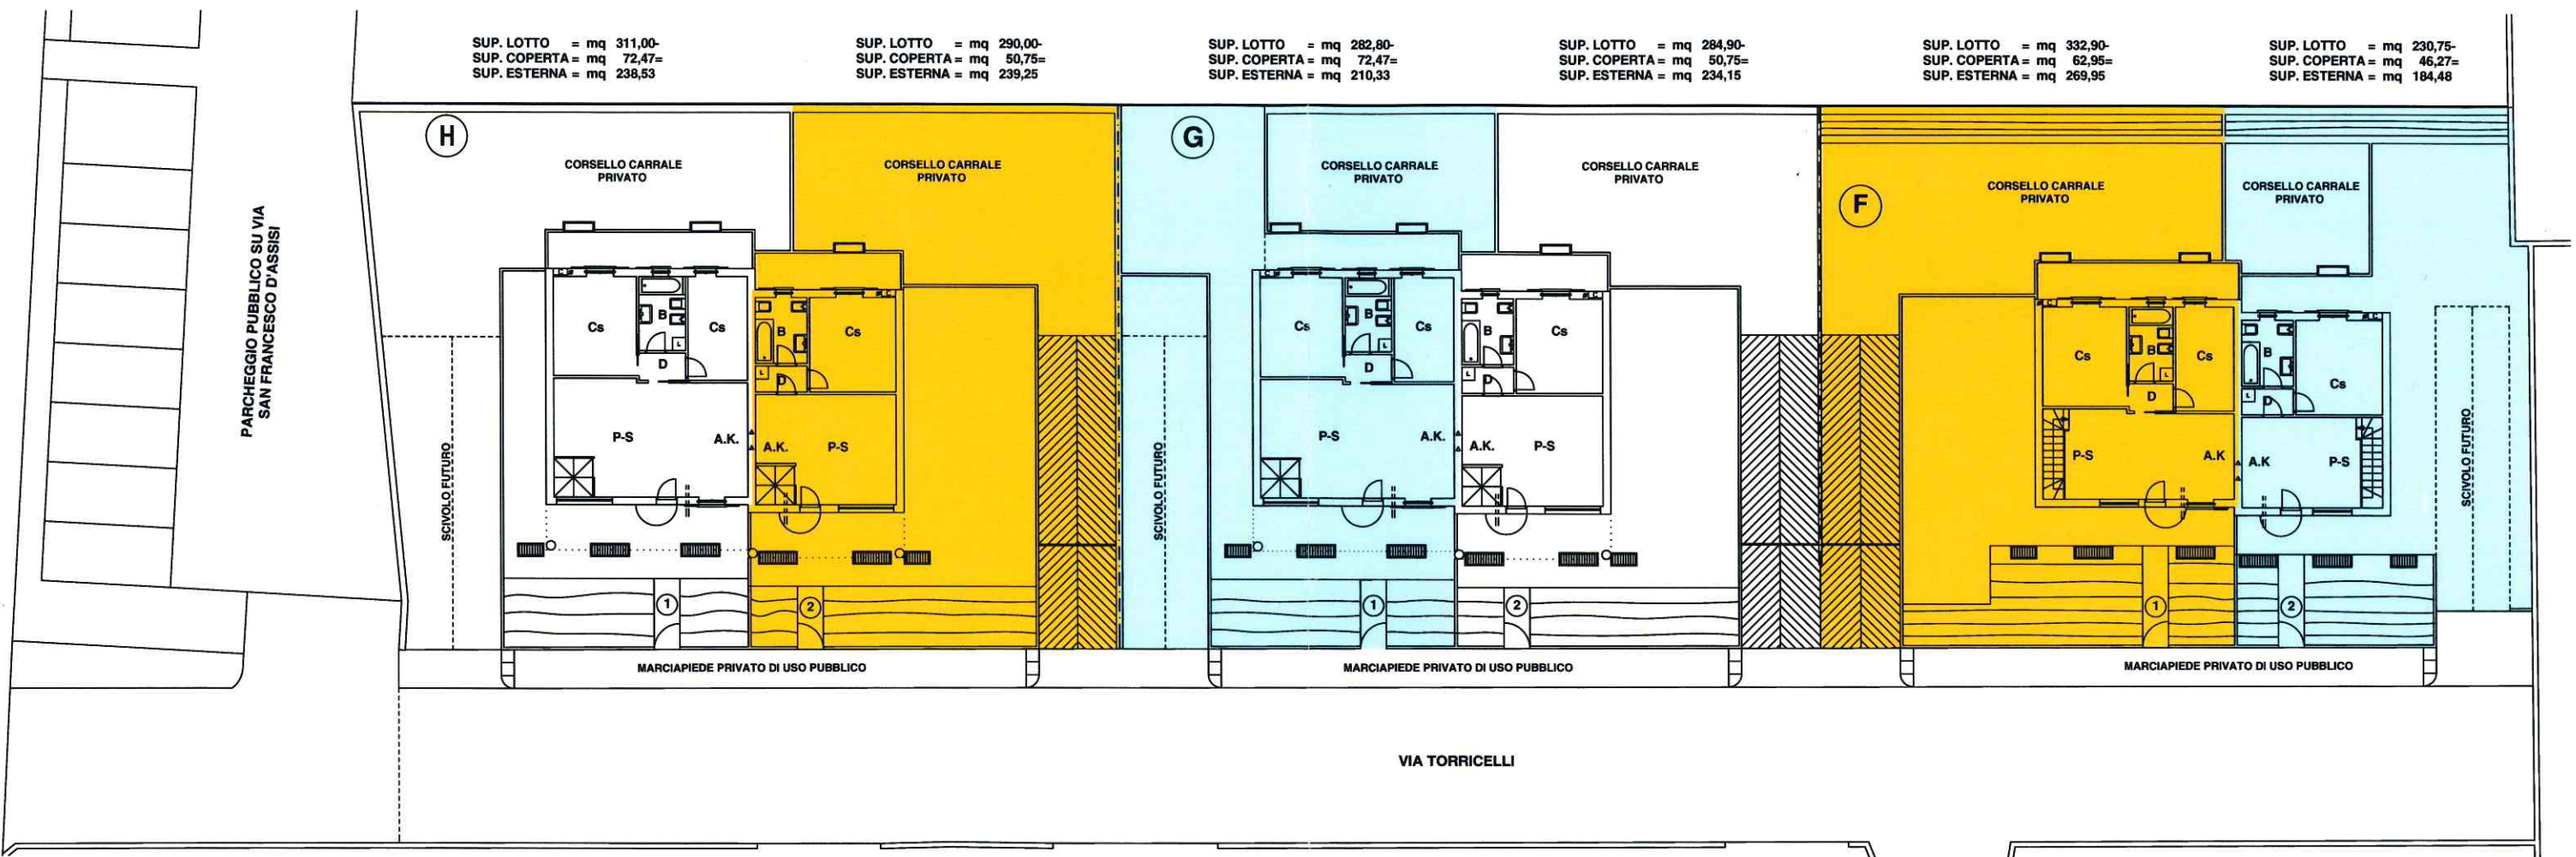 SUP. LOTTO = mq 311,00-
SUP. COPERTA = mq 72,47=
SUP. ESTERNA = mq 238,53
SUP. LOTTO = mq 290,00-
SUP. COPERTA = mq 50,75=
SUP. ESTERNA = mq 239,25
SUP. LOTTO = mq 282,80-
SUP. COPERTA = mq 72,47=
SUP. ESTERNA = mq 210,33
SUP. LOTTO = mq 284,90-
SUP. COPERTA = mq 50,75=
SUP. ESTERNA = mq 234,15
SUP. LOTTO = mq 332,90-
SUP. COPERTA = mq 62,95=
SUP. ESTERNA = mq 269,95
SUP. LOTTO = mq 230,75-
SUP. COPERTA = mq 46,27=
SUP. ESTERNA = mq 184,48
PARCHEGGIO PUBBLICO SU VIA
SAN FRANCESCO D'ASSISI
H
CORSELLO CARRALE
PRIVATO
CORSELLO CARRALE
PRIVATO
C
Cs
B
L
Cs
D
P-S
A.K.
C
B
Cs
L
D
A.K.
P-S
SCIVOLO FUTURO
1
2
MARCIAPIEDE PRIVATO DI USO PUBBLICO
G
CORSELLO CARRALE
PRIVATO
CORSELLO CARRALE
PRIVATO
C
Cs
B
L
Cs
D
P-S
A.K.
C
B
Cs
L
D
A.K.
P-S
SCIVOLO FUTURO
1
2
MARCIAPIEDE PRIVATO DI USO PUBBLICO
F
CORSELLO CARRALE
PRIVATO
CORSELLO CARRALE
PRIVATO
C
Cs
B
L
Cs
D
P-S
A.K
C
B
Cs
L
D
A.K
P-S
SCIVOLO FUTURO
1
2
MARCIAPIEDE PRIVATO DI USO PUBBLICO
VIA TORRICELLI